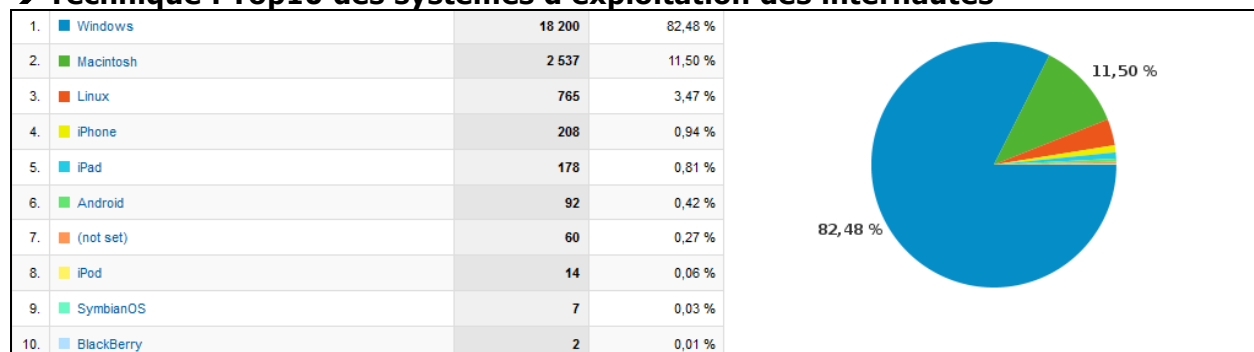 ➔ Technique : Top10 des systèmes d'exploitation des internautes
1. Windows 18 200 82,48 %
2. Macintosh 2 537 11,50 %
3. Linux 765 3,47 %
4. iPhone 208 0,94 %
5. iPad 178 0,81 %
6. Android 92 0,42 %
7. (not set) 60 0,27 %
8. iPod 14 0,06 %
9. SymbianOS 7 0,03 %
10. BlackBerry 2 0,01 %
11,50 %
82,48 %